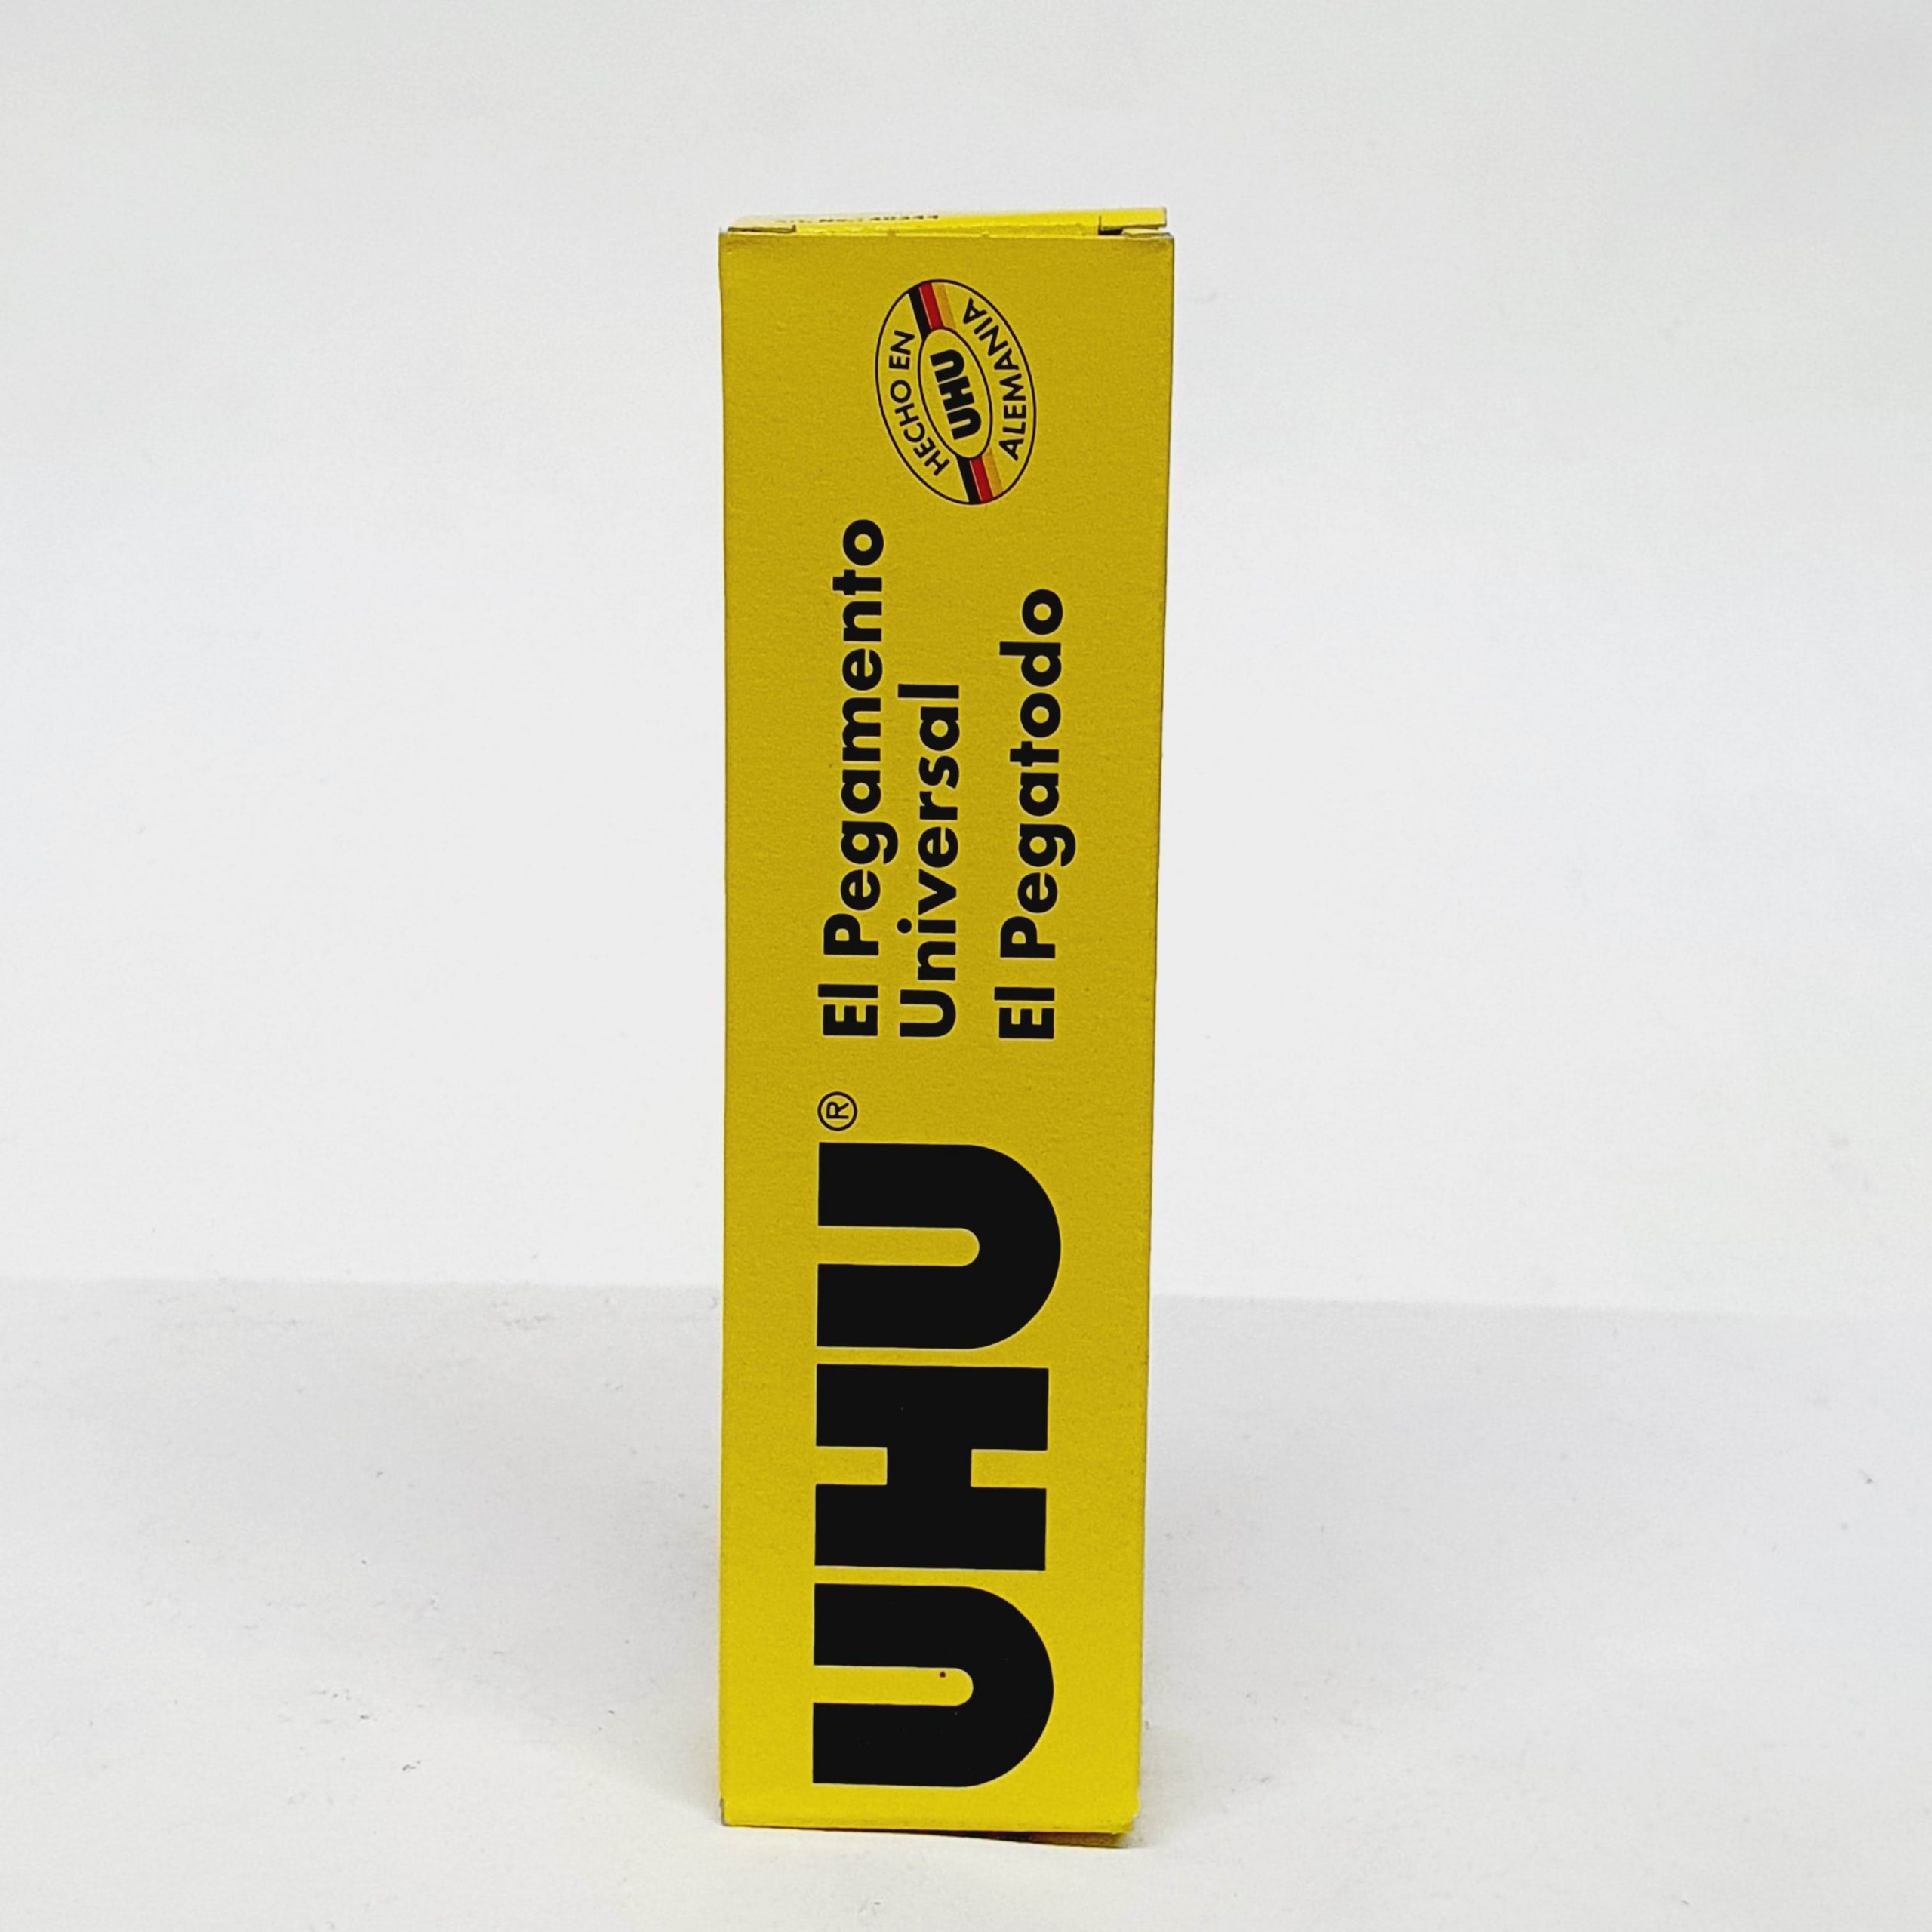 UHU®
El Pegamento
Universal
El Pegatodo
HECHO EN
UHU
ALEMANIA